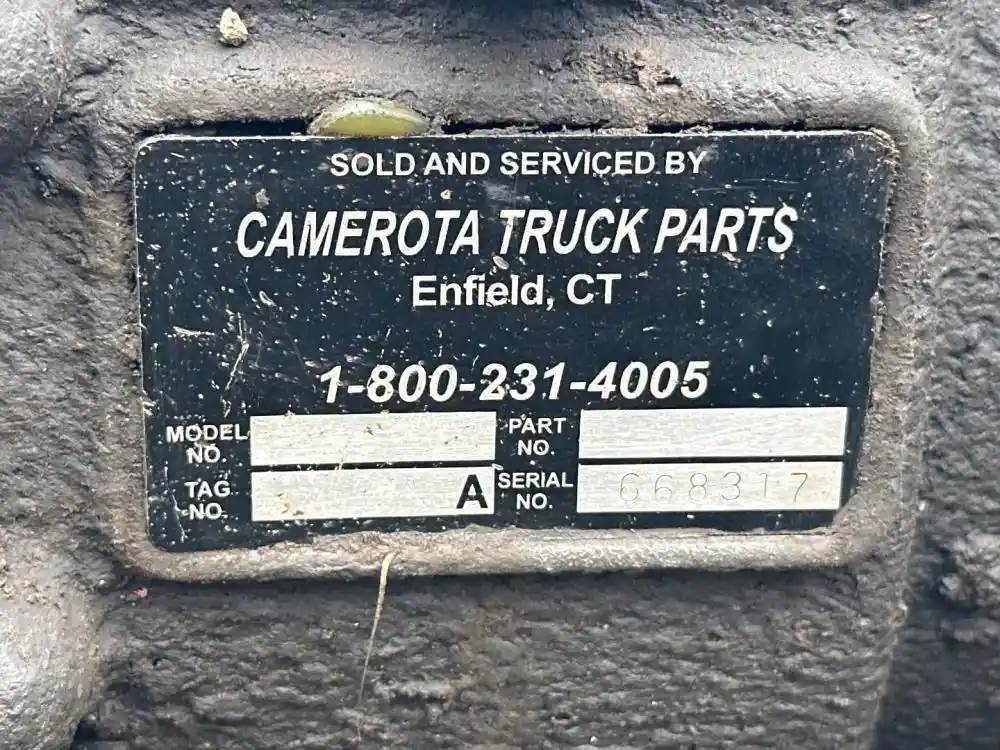 SOLD AND SERVICED BY
CAMEROTA TRUCK PARTS
Enfield, CT
1-800-231-4005
MODEL NO.
PART NO.
TAG NO. A
SERIAL NO. 668317